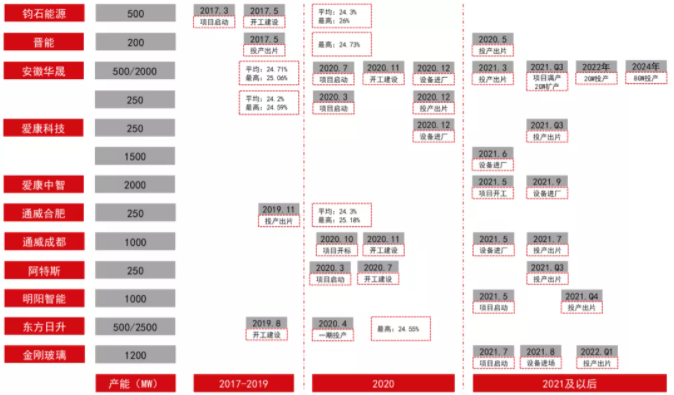 钧石能源 500 2017.3 2017.5 平均：24.3%
项目启动 开工建设 最高：26%
晋能 200 2017.5 最高：24.73% 2020.5
投产出片 投产出片
安徽华晟 500/2000 平均：24.71% 2020.7 2020.11 2020.12 2021.3 2021.Q3 2022年 2024年
最高：25.06% 项目启动 开工建设 设备进厂 投产出片 项目满产 2GW投产 8GW投产
2GW扩产
250 平均：24.2% 2020.3 2020.12
最高：24.59% 项目启动 投产出片
爱康科技 250 2020.12 2021.Q3
设备进厂 投产出片
1500 2021.6
设备进厂
爱康中智 2000 2021.5 2021.9
项目开工 设备进厂
通威合肥 250 2019.11 平均：24.3%
投产出片 最高：25.18%
通威成都 1000 2020.10 2020.11 2021.5 2021.7
项目开标 开工建设 设备进厂 投产出片
阿特斯 250 2020.3 2020.7 2021.Q3
项目启动 开工建设 投产出片
明阳智能 1000 2021.5 2021.Q4
项目启动 投产出片
东方日升 500/2500 2019.8 2020.4 最高：24.55%
开工建设 一期投产
金刚玻璃 1200 2021.7 2021.8 2022.Q1
项目启动 设备进场 投产出片
产能（MW） 2017-2019 2020 2021及以后